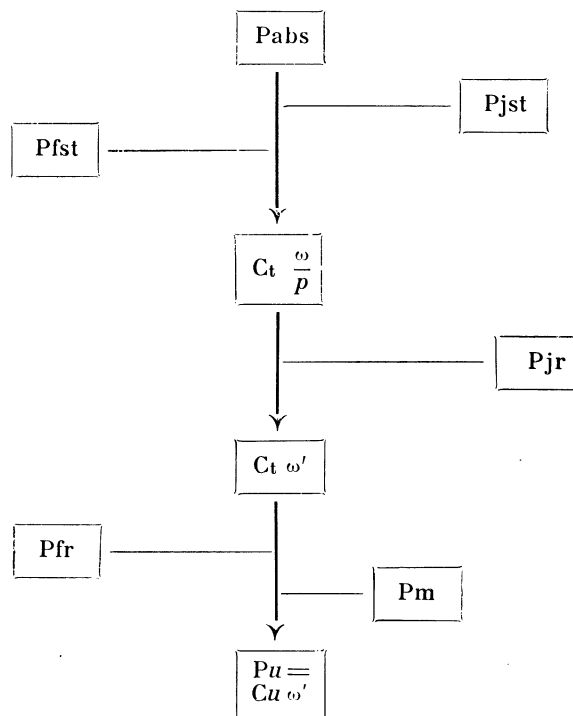 Pabs
Pjst
Pfst
Ct ω/p
Pjr
Ct ω′
Pfr
Pm
Pu =
Cu ω′